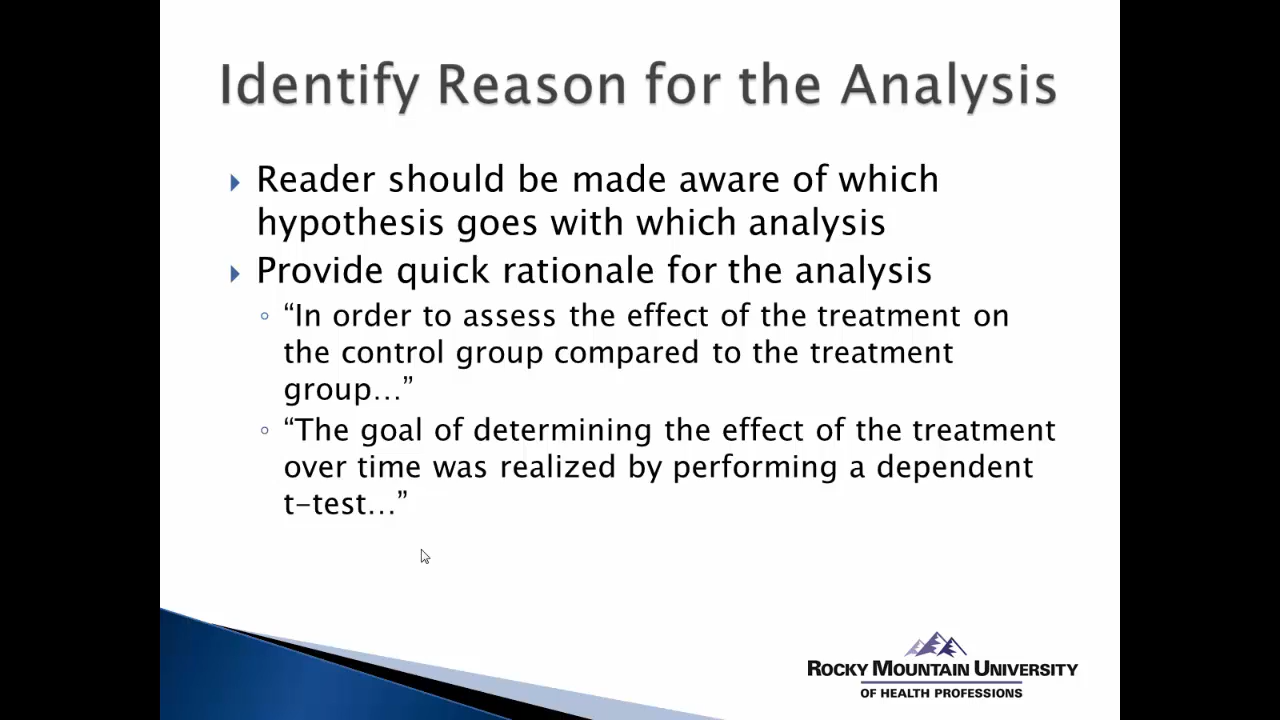 Identify Reason for the Analysis
Reader should be made aware of which
hypothesis goes with which analysis
Provide quick rationale for the analysis
“In order to assess the effect of the treatment on
the control group compared to the treatment
group…”
“The goal of determining the effect of the treatment
over time was realized by performing a dependent
t-test…”
ROCKY MOUNTAIN UNIVERSITY
OF HEALTH PROFESSIONS